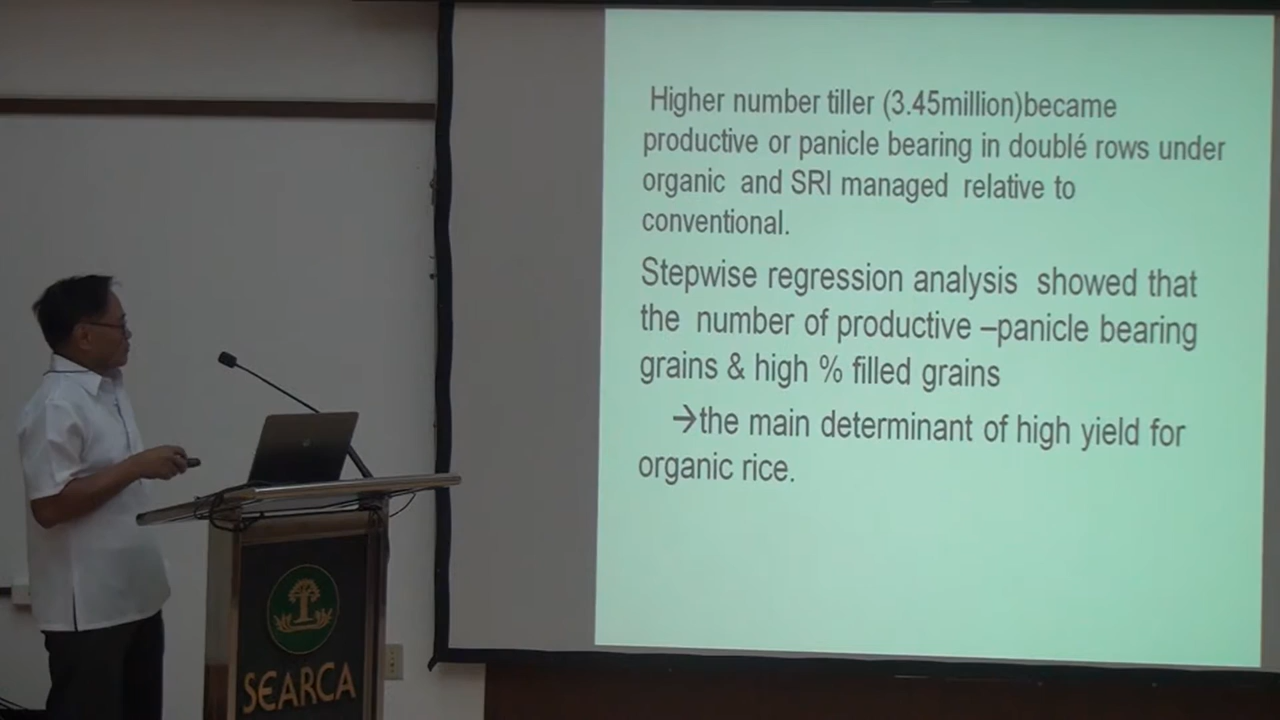 Higher number tiller (3.45million)became
productive or panicle bearing in doublé rows under
organic and SRI managed relative to
conventional.
Stepwise regression analysis showed that
the number of productive –panicle bearing
grains & high % filled grains
→the main determinant of high yield for
organic rice.
SEARCA